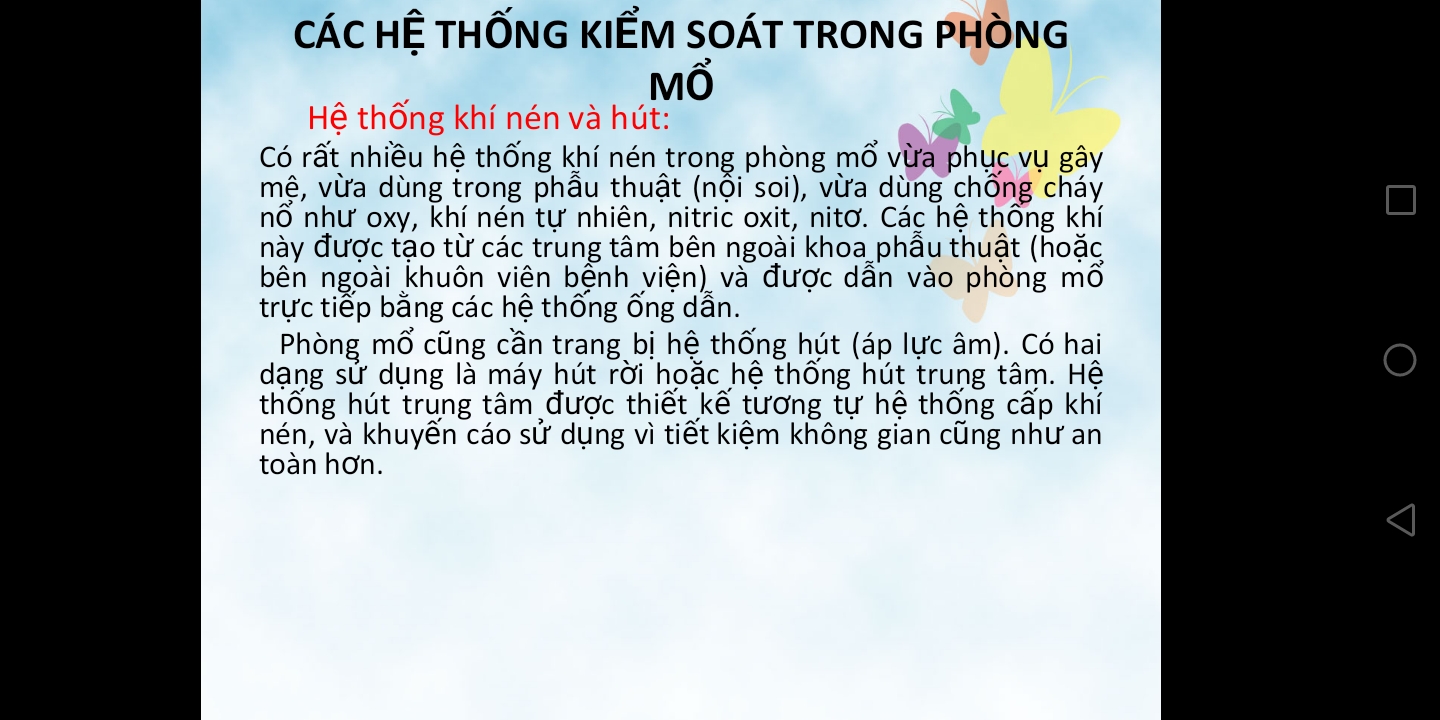 CÁC HỆ THỐNG KIỂM SOÁT TRONG PHÒNG
MỔ
Hệ thống khí nén và hút:
Có rất nhiều hệ thống khí nén trong phòng mổ vừa phục vụ gây
mê, vừa dùng trong phẫu thuật (nội soi), vừa dùng chống cháy
nổ như oxy, khí nén tự nhiên, nitric oxit, nitơ. Các hệ thống khí
này được tạo từ các trung tâm bên ngoài khoa phẫu thuật (hoặc
bên ngoài khuôn viên bệnh viện) và được dẫn vào phòng mổ
trực tiếp bằng các hệ thống ống dẫn.
Phòng mổ cũng cần trang bị hệ thống hút (áp lực âm). Có hai
dạng sử dụng là máy hút rời hoặc hệ thống hút trung tâm. Hệ
thống hút trung tâm được thiết kế tương tự hệ thống cấp khí
nén, và khuyến cáo sử dụng vì tiết kiệm không gian cũng như an
toàn hơn.